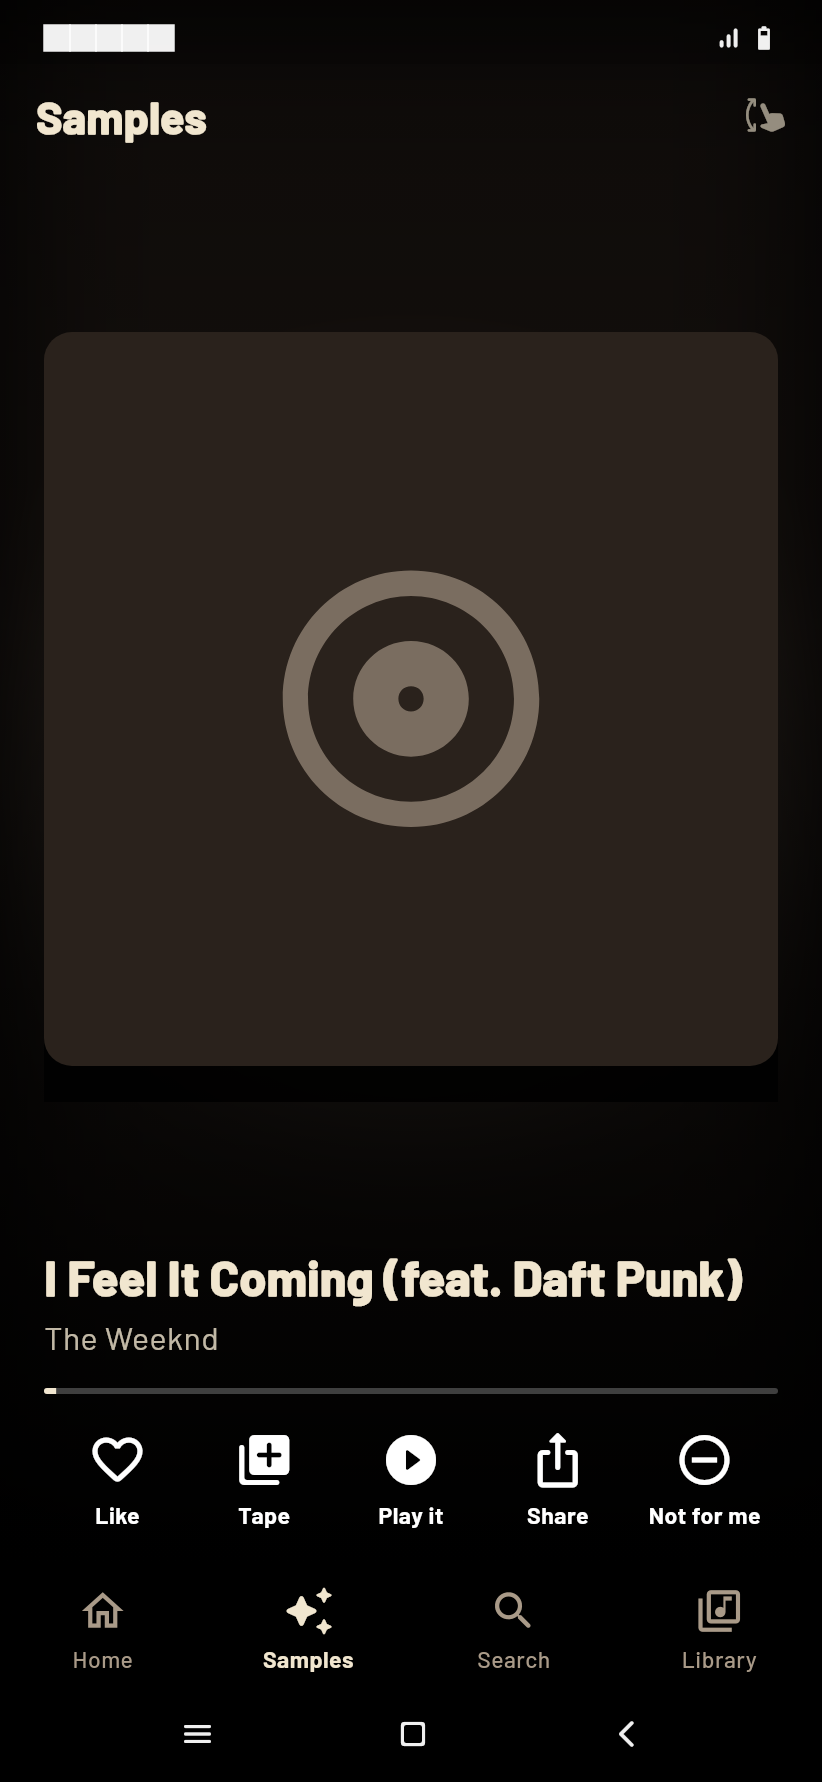 Samples
I Feel It Coming (feat. Daft Punk)
The Weeknd
Like
Tape
Play it
Share
Not for me
Home
Samples
Search
Library